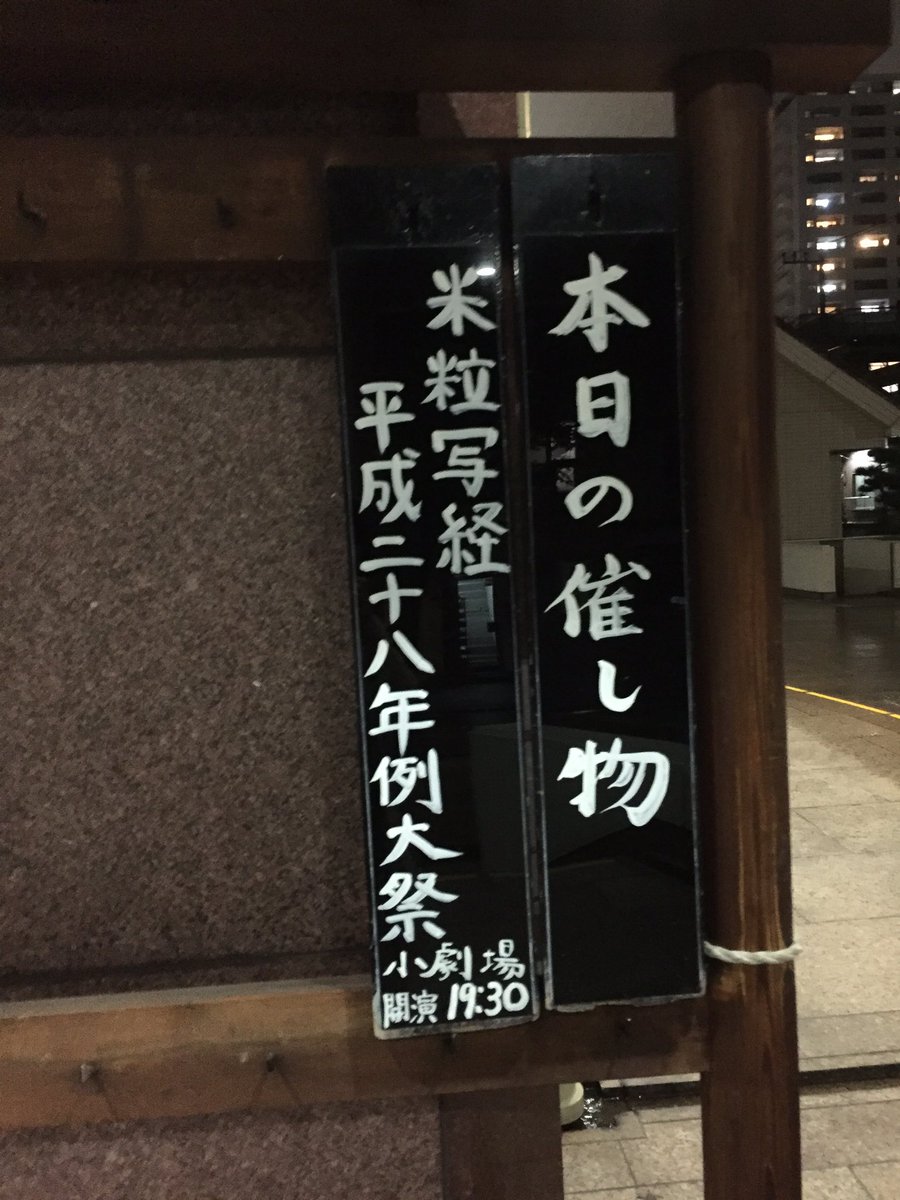 本日の催し物
米粒写経
平成二十八年例大祭
小劇場
開演 19:30